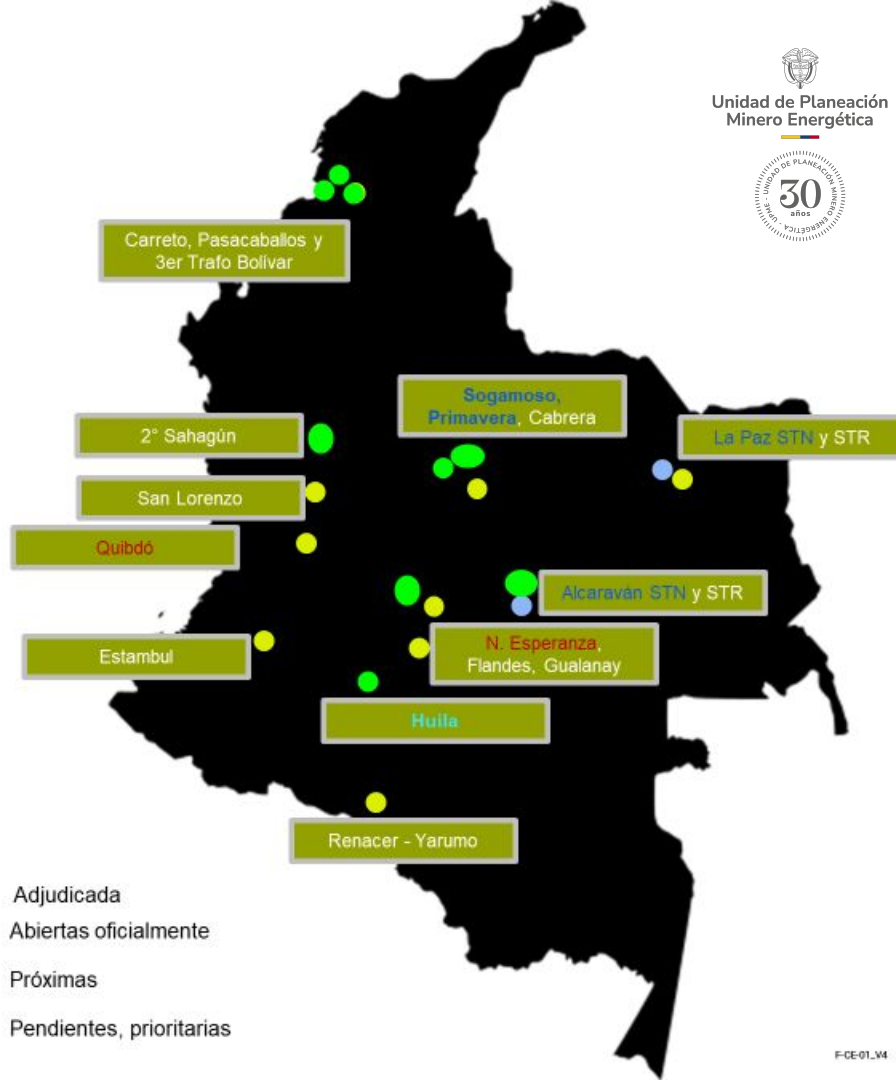 Unidad de Planeación
Minero Energética
UNIDAD DE PLANEACIÓN MINERO ENERGÉTICA - UPME -
30
años
Carreto, Pasacaballos y
3er Trafo Bolívar
Sogamoso,
Primavera, Cabrera
2° Sahagún
La Paz STN y STR
San Lorenzo
Quibdó
Alcaraván STN y STR
N. Esperanza,
Flandes, Gualanay
Estambul
Huila
Renacer - Yarumo
Adjudicada
Abiertas oficialmente
Próximas
Pendientes, prioritarias
F-CE-01_V4